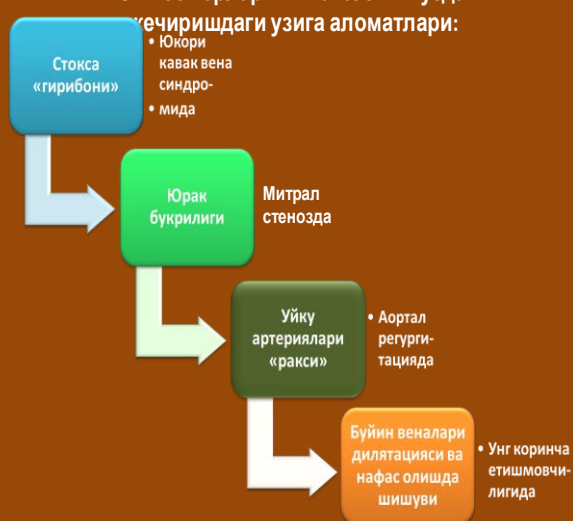 кечиришдаги узига аломатлари:
Стокса
«гирибони»
• Юкори
кавак вена
синдро-
• мида
Юрак
букрилиги
Митрал
стенозда
Уйку
артериялари
«ракси»
• Аортал
регурги-
тацияда
Буйин веналари
дилятацияси ва
нафас олишда
шишуви
• Унг коринча
етишмовчи-
лигида